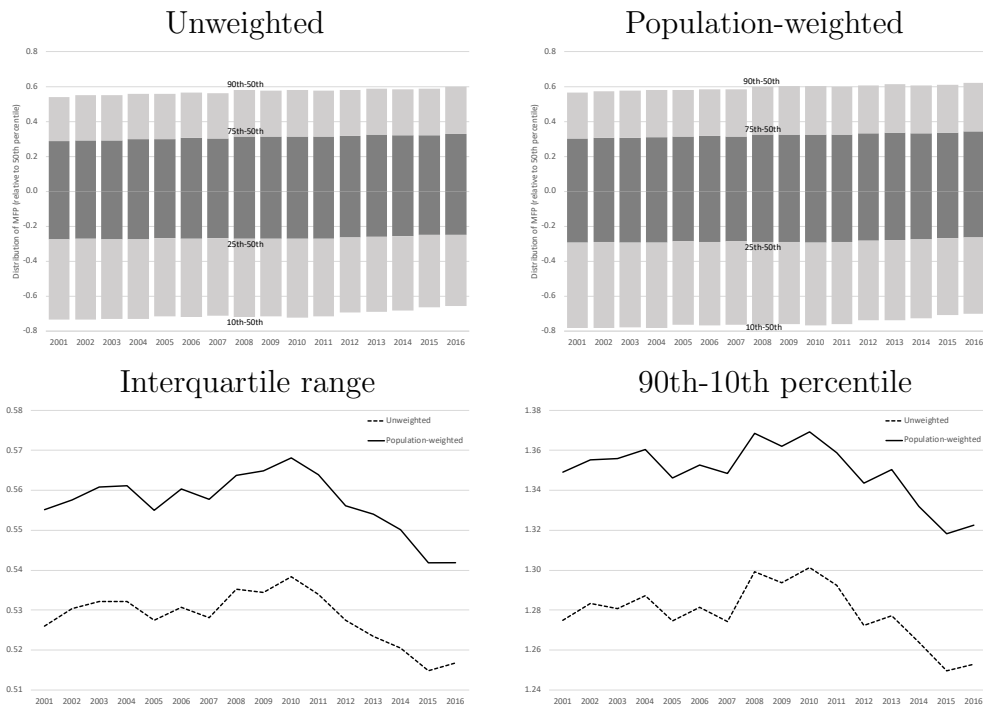 Unweighted
Distribution of MFP (relative to 50th percentile)
0.8
0.6
0.4
0.2
0.0
-0.2
-0.4
-0.6
-0.8
90th-50th
75th-50th
25th-50th
10th-50th
2001 2002 2003 2004 2005 2006 2007 2008 2009 2010 2011 2012 2013 2014 2015 2016
Population-weighted
Distribution of MFP (relative to 50th percentile)
0.8
0.6
0.4
0.2
0.0
-0.2
-0.4
-0.6
-0.8
90th-50th
75th-50th
25th-50th
10th-50th
2001 2002 2003 2004 2005 2006 2007 2008 2009 2010 2011 2012 2013 2014 2015 2016
Interquartile range
0.58
0.57
0.56
0.55
0.54
0.53
0.52
0.51
Unweighted
Population-weighted
2001 2002 2003 2004 2005 2006 2007 2008 2009 2010 2011 2012 2013 2014 2015 2016
90th-10th percentile
1.38
1.36
1.34
1.32
1.30
1.28
1.26
1.24
Unweighted
Population-weighted
2001 2002 2003 2004 2005 2006 2007 2008 2009 2010 2011 2012 2013 2014 2015 2016